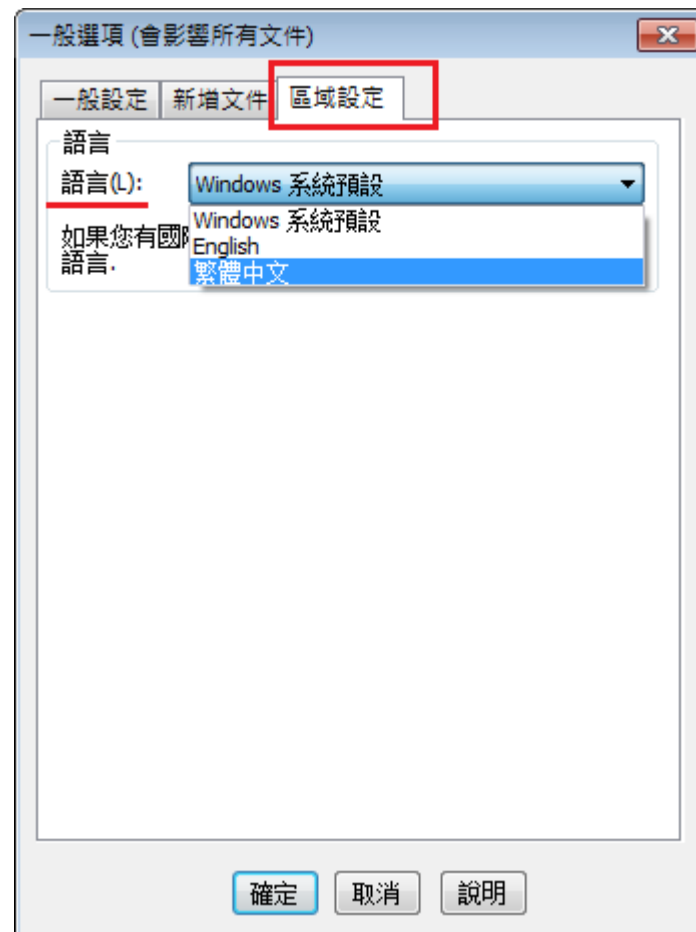 一般選項 (會影響所有文件)
一般設定 新增文件 區域設定
語言
語言(L): Windows 系統預設
Windows 系統預設
English
繁體中文
如果您有國
語言.
確定 取消 說明